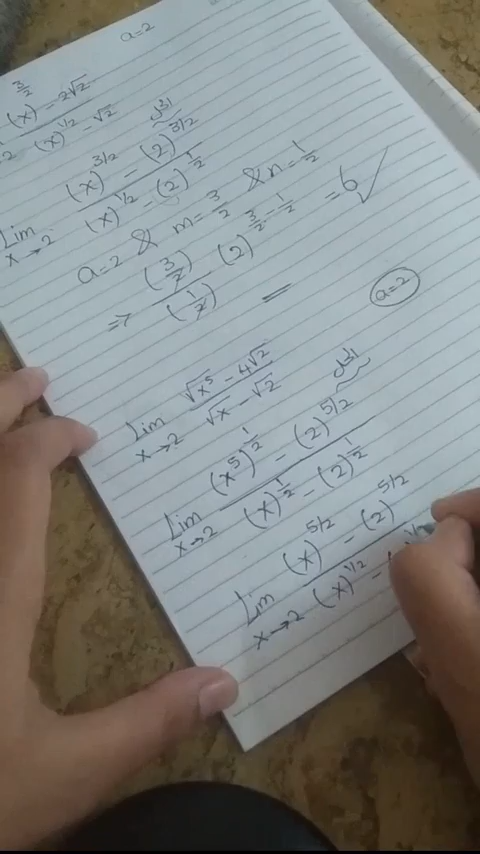 a=2
(x)^{3/2} - 2√2
(x)^{1/2} - √2
الحل
Lim x→2 ((x)^{3/2} - (2)^{3/2}) / ((x)^{1/2} - (2)^{1/2})
a=2 & m=3/2 & n=1/2
⇒ (3/2)/(1/2) (2)^{3/2 - 1/2} = 6 ✓
a=2
Lim x→2 (√x⁵ - 4√2) / (√x - √2)
الحل
Lim x→2 ((x⁵)^{1/2} - (2)^{5/2}) / ((x)^{1/2} - (2)^{1/2})
Lim x→2 ((x)^{5/2} - (2)^{5/2}) / ((x)^{1/2} -